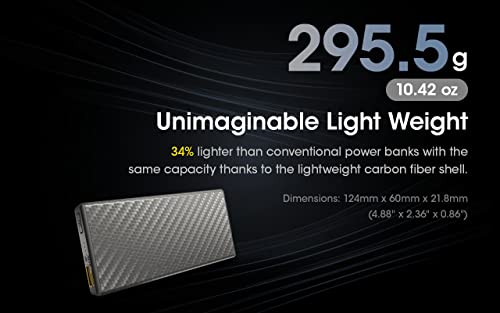 295.5g
10.42 oz
Unimaginable Light Weight
34% lighter than conventional power banks with the
same capacity thanks to the lightweight carbon fiber shell.
Dimensions: 124mm x 60mm x 21.8mm
(4.88" x 2.36" x 0.86")